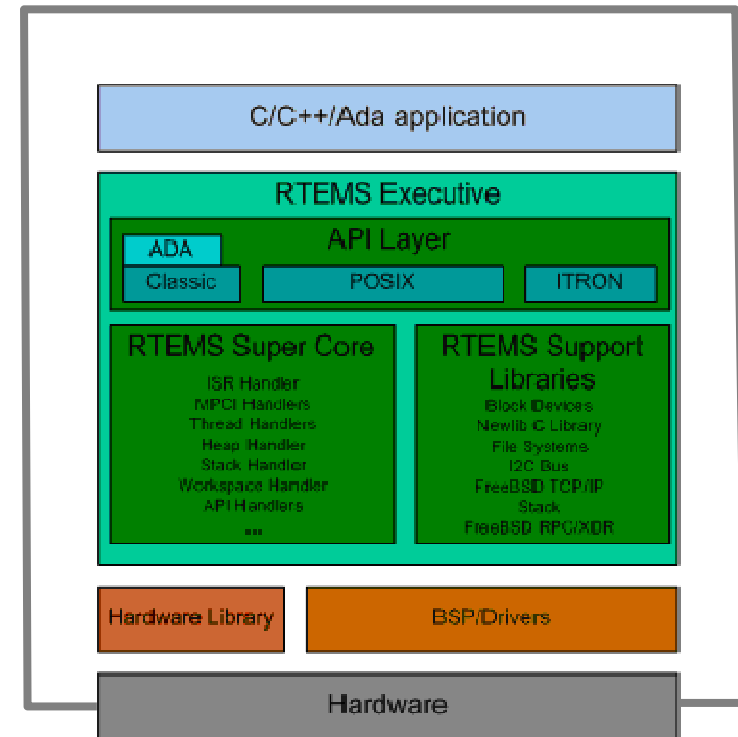 C/C++/Ada application
RTEMS Executive
API Layer
ADA
Classic
POSIX
ITRON
RTEMS Super Core
ISR Handler
MPCI Handlers
Thread Handlers
Heap Handler
Stack Handler
Workspace Handler
API Handlers
...
RTEMS Support
Libraries
Block Devices
Newlib C Library
File Systems
I2C Bus
FreeBSD TCP/IP
Stack
FreeBSD RPC/XDR
Hardware Library
BSP/Drivers
Hardware